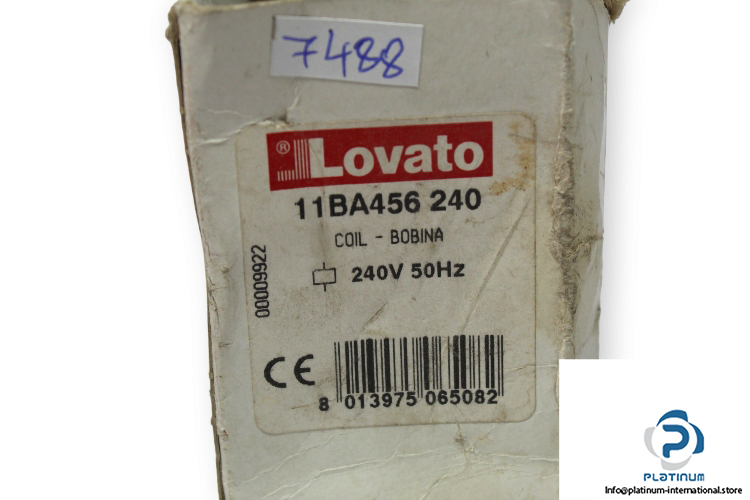 7488
® Lovato
11BA456 240
COIL - BOBINA
240V 50Hz
00009922
CE
8 013975 065082
PLATINUM
Info@platinum-international.store